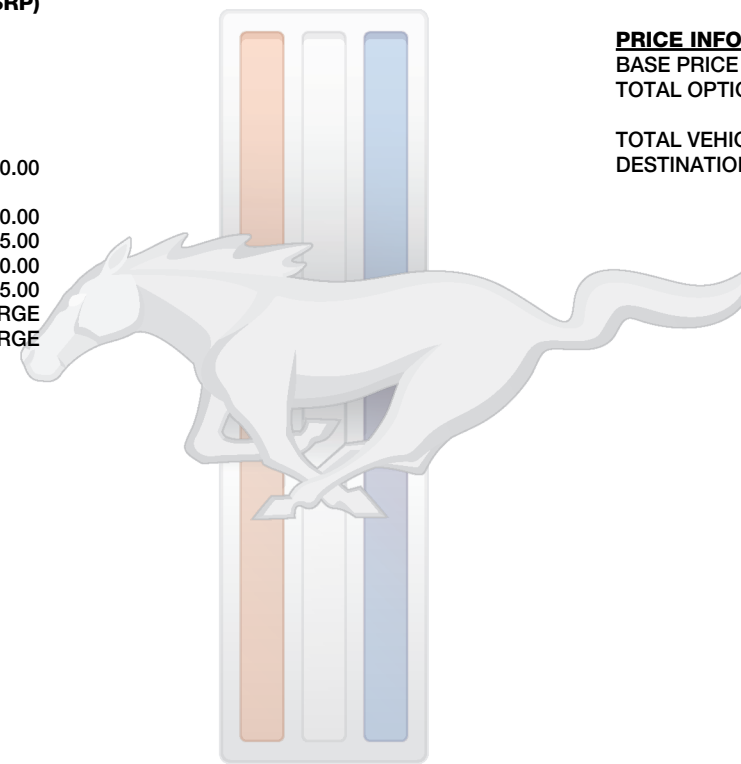 SRP)
0.00
0.00
5.00
0.00
5.00
RGE
RGE
PRICE INFO
BASE PRICE
TOTAL OPTIO
TOTAL VEHIC
DESTINATION